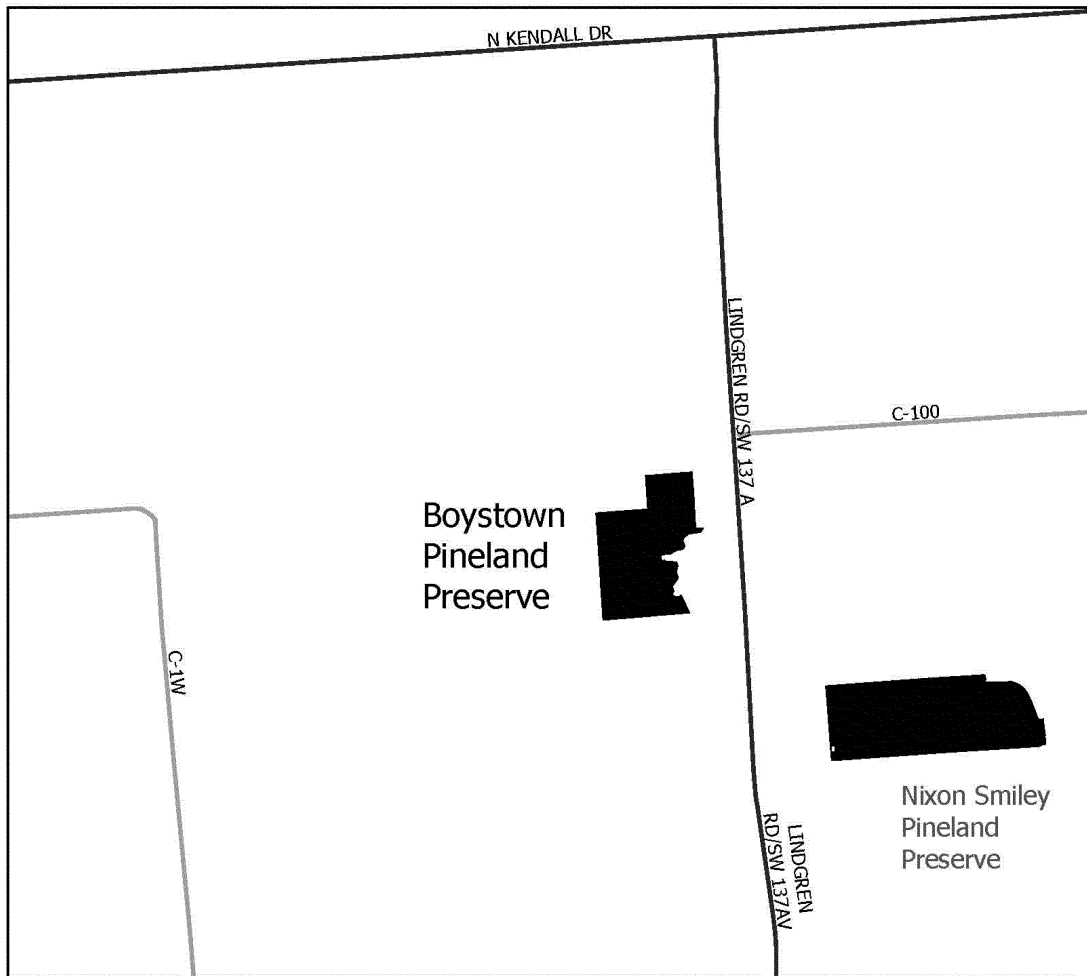 N KENDALL DR
LINDGREN RD/SW 137 A
C-100
Boystown
Pineland
Preserve
C-1W
Nixon Smiley
Pineland
Preserve
LINDGREN
RD/SW 137AV